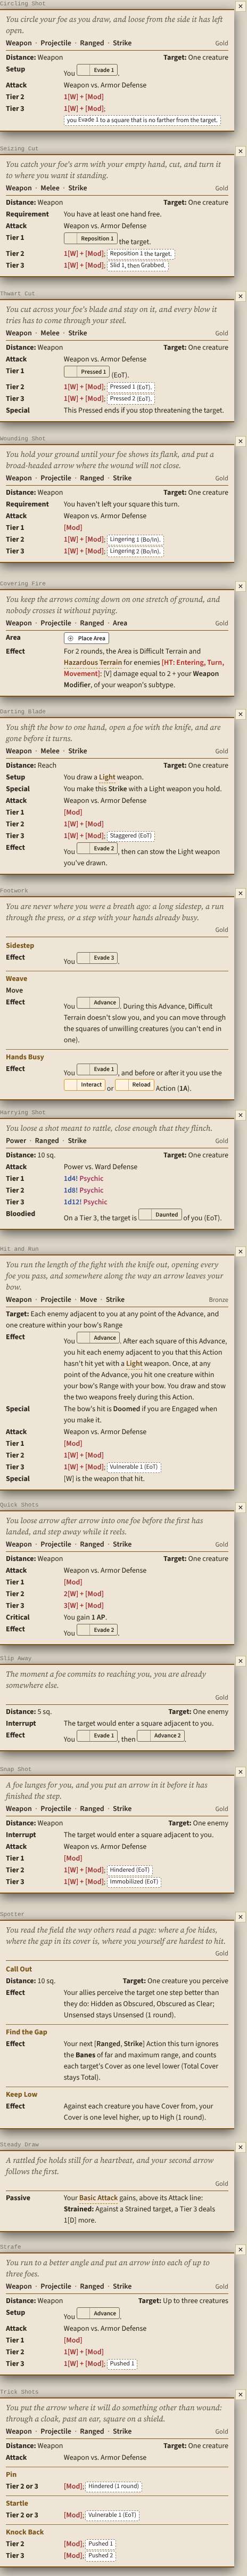 Circling Shot
You circle your foe as you draw, and loose from the side it has left
open.
Weapon · Projectile · Ranged · Strike Gold
Distance: Weapon Target: One creature
Setup You Evade 1.
Attack Weapon vs. Armor Defense
Tier 2 1[W] + [Mod]
Tier 3 1[W] + [Mod];
you Evade 1 to a square that is no farther from the target.
Seizing Cut
You catch your foe's arm with your empty hand, cut, and turn it
to where you want it standing.
Weapon · Melee · Strike Gold
Distance: Weapon Target: One creature
Requirement You have at least one hand free.
Attack Weapon vs. Armor Defense
Tier 1 Reposition 1 the target.
Tier 2 1[W] + [Mod]; Reposition 1 the target.
Tier 3 1[W] + [Mod]; Slid 1, then Grabbed.
Thwart Cut
You cut across your foe's blade and stay on it, and every blow it
tries has to come through your steel.
Weapon · Melee · Strike Gold
Distance: Weapon Target: One creature
Attack Weapon vs. Armor Defense
Tier 1 Pressed 1 (EoT).
Tier 2 1[W] + [Mod]; Pressed 1 (EoT).
Tier 3 1[W] + [Mod]; Pressed 2 (EoT).
Special This Pressed ends if you stop threatening the target.
Wounding Shot
You hold your ground until your foe shows its flank, and put a
broad-headed arrow where the wound will not close.
Weapon · Projectile · Ranged · Strike Gold
Distance: Weapon Target: One creature
Requirement You haven't left your square this turn.
Attack Weapon vs. Armor Defense
Tier 1 [Mod]
Tier 2 1[W] + [Mod]; Lingering 1 (Bo/In).
Tier 3 1[W] + [Mod]; Lingering 2 (Bo/In).
Covering Fire
You keep the arrows coming down on one stretch of ground, and
nobody crosses it without paying.
Weapon · Projectile · Ranged · Area Gold
Area Place Area
Effect For 2 rounds, the Area is Difficult Terrain and
Hazardous Terrain for enemies [HT: Entering, Turn,
Movement]: [V] damage equal to 2 + your Weapon
Modifier, of your weapon's subtype.
Darting Blade
You shift the bow to one hand, open a foe with the knife, and are
gone before it turns.
Weapon · Melee · Strike Gold
Distance: Reach Target: One creature
Setup You draw a Light weapon.
Special You make this Strike with a Light weapon you hold.
Attack Weapon vs. Armor Defense
Tier 1 [Mod]
Tier 2 1[W] + [Mod]
Tier 3 1[W] + [Mod]; Staggered (EoT)
Effect You Evade 2, then can stow the Light weapon
you've drawn.
Footwork
You are never where you were a breath ago: a long sidestep, a run
through the press, or a step with your hands already busy.
Gold
Sidestep
Effect You Evade 3.
Weave
Move
Effect You Advance. During this Advance, Difficult
Terrain doesn't slow you, and you can move through
the squares of unwilling creatures (you can't end in
one).
Hands Busy
Effect You Evade 1, and before or after it you use the
Interact or Reload Action (1A).
Harrying Shot
You loose a shot meant to rattle, close enough that they flinch.
Power · Ranged · Strike Gold
Distance: 10 sq. Target: One creature
Attack Power vs. Ward Defense
Tier 1 1d4! Psychic
Tier 2 1d8! Psychic
Tier 3 1d12! Psychic
Bloodied On a Tier 3, the target is Daunted of you (EoT).
Hit and Run
You run the length of the fight with the knife out, opening every
foe you pass, and somewhere along the way an arrow leaves your
bow.
Weapon · Projectile · Move · Strike Bronze
Target: Each enemy adjacent to you at any point of the Advance, and
one creature within your bow's Range
Effect You Advance. After each square of this Advance,
you hit each enemy adjacent to you that this Action
hasn't hit yet with a Light weapon. Once, at any
point of the Advance, you hit one creature within
your bow's Range with your bow. You draw and stow
the two weapons freely during this Action.
Special The bow's hit is Doomed if you are Engaged when
you make it.
Attack Weapon vs. Armor Defense
Tier 1 [Mod]
Tier 2 1[W] + [Mod]
Tier 3 1[W] + [Mod]; Vulnerable 1 (EoT)
Special [W] is the weapon that hit.
Quick Shots
You loose arrow after arrow into one foe before the first has
landed, and step away while it reels.
Weapon · Projectile · Ranged · Strike Gold
Distance: Weapon Target: One creature
Attack Weapon vs. Armor Defense
Tier 1 [Mod]
Tier 2 2[W] + [Mod]
Tier 3 3[W] + [Mod]
Critical You gain 1 AP.
Effect You Evade 2.
Slip Away
The moment a foe commits to reaching you, you are already
somewhere else.
Gold
Distance: 5 sq. Target: One enemy
Interrupt The target would enter a square adjacent to you.
Effect You Evade 1, then Advance 2.
Snap Shot
A foe lunges for you, and you put an arrow in it before it has
finished the step.
Weapon · Projectile · Ranged · Strike Gold
Distance: Weapon Target: One enemy
Interrupt The target would enter a square adjacent to you.
Attack Weapon vs. Armor Defense
Tier 1 [Mod]
Tier 2 1[W] + [Mod]; Hindered (EoT)
Tier 3 1[W] + [Mod]; Immobilized (EoT)
Spotter
You read the field the way others read a page: where a foe hides,
where the gap in its cover is, where you yourself are hardest to hit.
Gold
Call Out
Distance: 10 sq. Target: One creature you perceive
Effect Your allies perceive the target one step better than
they do: Hidden as Obscured, Obscured as Clear;
Unsensed stays Unsensed (1 round).
Find the Gap
Effect Your next [Ranged, Strike] Action this turn ignores
the Banes of far and maximum range, and counts
each target's Cover as one level lower (Total Cover
stays Total).
Keep Low
Effect Against each creature you have Cover from, your
Cover is one level higher, up to High (1 round).
Steady Draw
A rattled foe holds still for a heartbeat, and your second arrow
follows the first.
Gold
Passive Your Basic Attack gains, above its Attack line:
Strained: Against a Strained target, a Tier 3 deals
1[D] more.
Strafe
You run to a better angle and put an arrow into each of up to
three foes.
Weapon · Projectile · Ranged · Strike Gold
Distance: Weapon Target: Up to three creatures
Setup You Advance.
Attack Weapon vs. Armor Defense
Tier 1 [Mod]
Tier 2 1[W] + [Mod]
Tier 3 1[W] + [Mod]; Pushed 1
Trick Shots
You put the arrow where it will do something other than wound:
through a cloak, past an ear, square on a shield.
Weapon · Projectile · Ranged · Strike Gold
Distance: Weapon Target: One creature
Attack Weapon vs. Armor Defense
Pin
Tier 2 or 3 [Mod]; Hindered (1 round)
Startle
Tier 2 or 3 [Mod]; Vulnerable 1 (EoT)
Knock Back
Tier 2 [Mod]; Pushed 1
Tier 3 [Mod]; Pushed 2